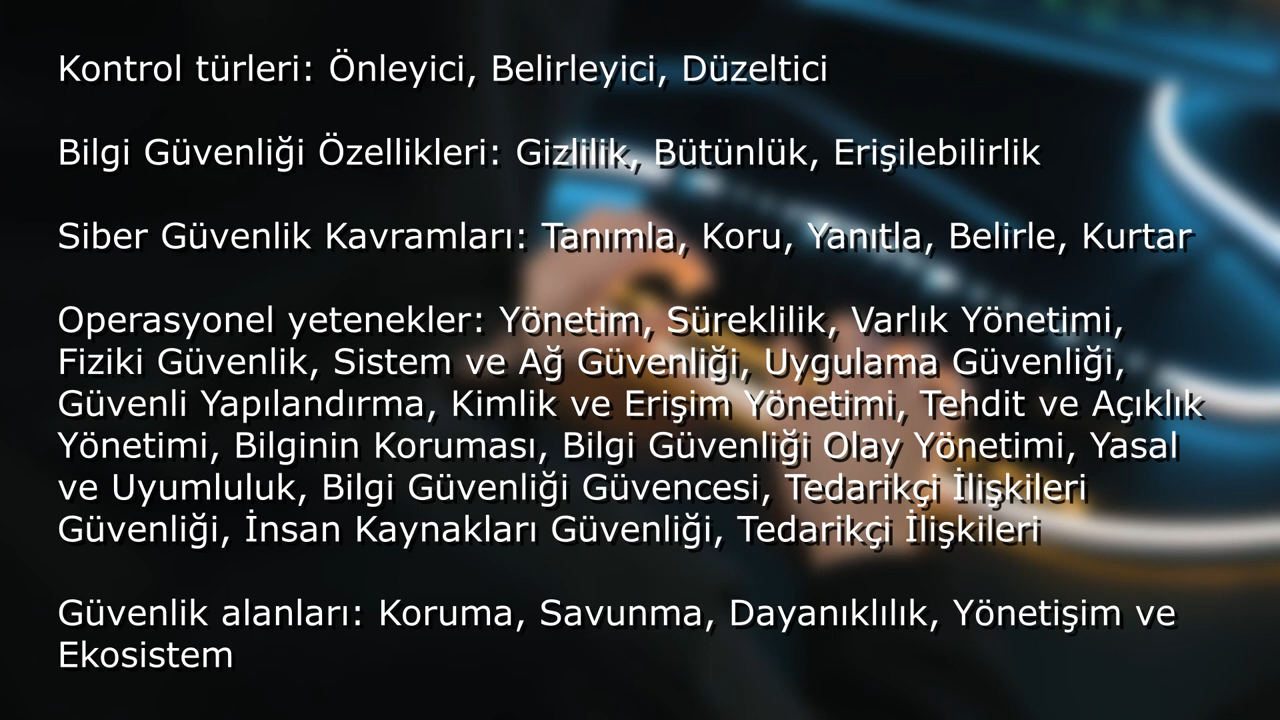 Kontrol türleri: Önleyici, Belirleyici, Düzeltici
Bilgi Güvenliği Özellikleri: Gizlilik, Bütünlük, Erişilebilirlik
Siber Güvenlik Kavramları: Tanımla, Koru, Yanıtla, Belirle, Kurtar
Operasyonel yetenekler: Yönetim, Süreklilik, Varlık Yönetimi,
Fiziki Güvenlik, Sistem ve Ağ Güvenliği, Uygulama Güvenliği,
Güvenli Yapılandırma, Kimlik ve Erişim Yönetimi, Tehdit ve Açıklık
Yönetimi, Bilginin Koruması, Bilgi Güvenliği Olay Yönetimi, Yasal
ve Uyumluluk, Bilgi Güvenliği Güvencesi, Tedarikçi İlişkileri
Güvenliği, İnsan Kaynakları Güvenliği, Tedarikçi İlişkileri
Güvenlik alanları: Koruma, Savunma, Dayanıklılık, Yönetişim ve
Ekosistem